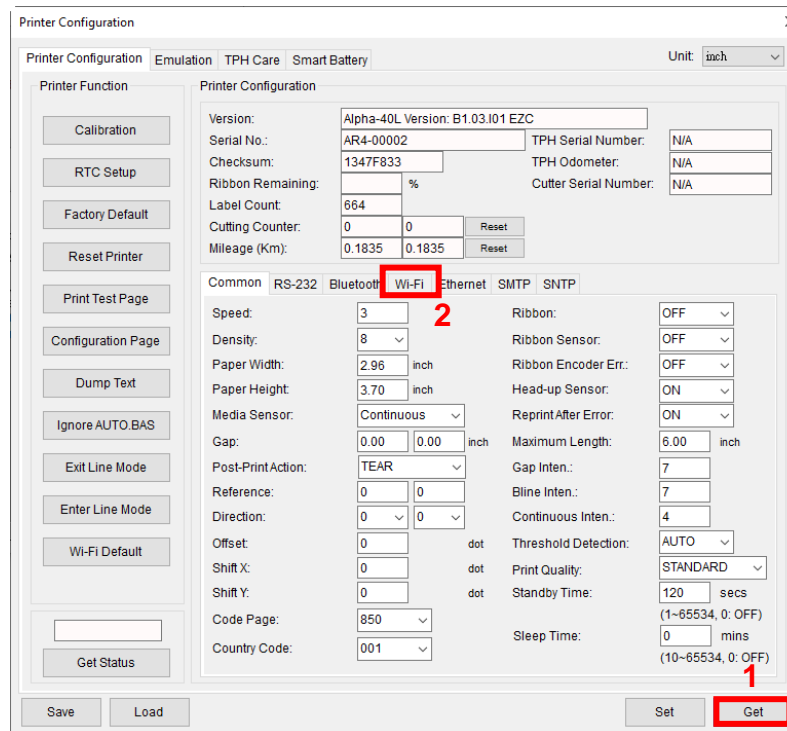 Printer Configuration
Printer Configuration Emulation TPH Care Smart Battery Unit: inch
Printer Function
Calibration
RTC Setup
Factory Default
Reset Printer
Print Test Page
Configuration Page
Dump Text
Ignore AUTO.BAS
Exit Line Mode
Enter Line Mode
Wi-Fi Default
Get Status
Printer Configuration
Version: Alpha-40L Version: B1.03.I01 EZC
Serial No.: AR4-00002 TPH Serial Number: N/A
Checksum: 1347F833 TPH Odometer: N/A
Ribbon Remaining: % Cutter Serial Number: N/A
Label Count: 664
Cutting Counter: 0 0 Reset
Mileage (Km): 0.1835 0.1835 Reset
Common RS-232 Bluetooth Wi-Fi Ethernet SMTP SNTP
2
Speed: 3 Ribbon: OFF
Density: 8 Ribbon Sensor: OFF
Paper Width: 2.96 inch Ribbon Encoder Err.: OFF
Paper Height: 3.70 inch Head-up Sensor: ON
Media Sensor: Continuous Reprint After Error: ON
Gap: 0.00 0.00 inch Maximum Length: 6.00 inch
Post-Print Action: TEAR Gap Inten.: 7
Reference: 0 0 Bline Inten.: 7
Direction: 0 0 Continuous Inten.: 4
Offset: 0 dot Threshold Detection: AUTO
Shift X: 0 dot Print Quality: STANDARD
Shift Y: 0 dot Standby Time: 120 secs
(1~65534, 0: OFF)
Code Page: 850
Sleep Time: 0 mins
Country Code: 001
(10~65534, 0: OFF)
1
Save Load Set Get